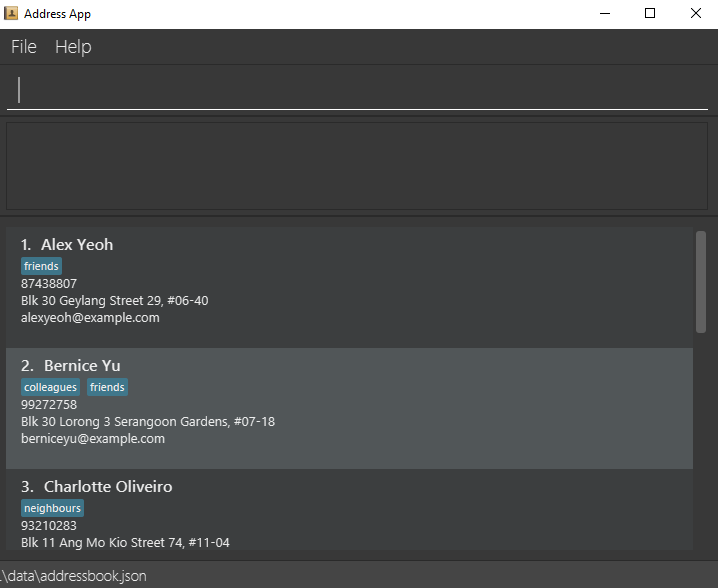 Address App
File Help
1. Alex Yeoh
friends
87438807
Blk 30 Geylang Street 29, #06-40
alexyeoh@example.com
2. Bernice Yu
colleagues friends
99272758
Blk 30 Lorong 3 Serangoon Gardens, #07-18
berniceyu@example.com
3. Charlotte Oliveiro
neighbours
93210283
Blk 11 Ang Mo Kio Street 74, #11-04
.\data\addressbook.json